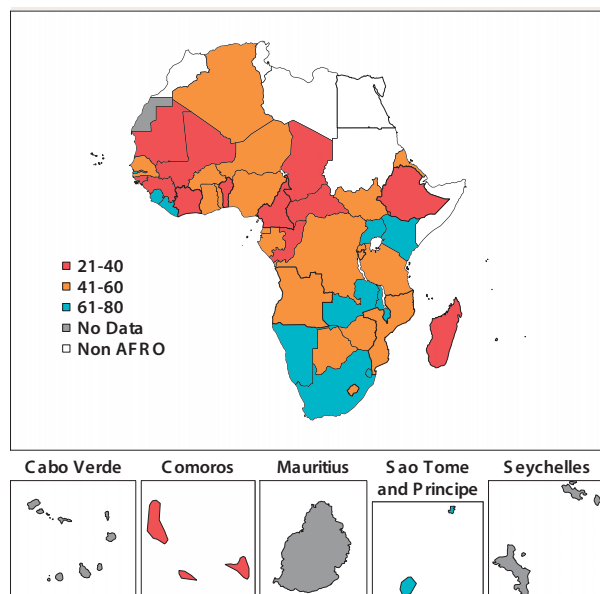 21-40
41-60
61-80
No Data
Non AFRO
Cabo Verde
Comoros
Mauritius
Sao Tome
and Principe
Seychelles